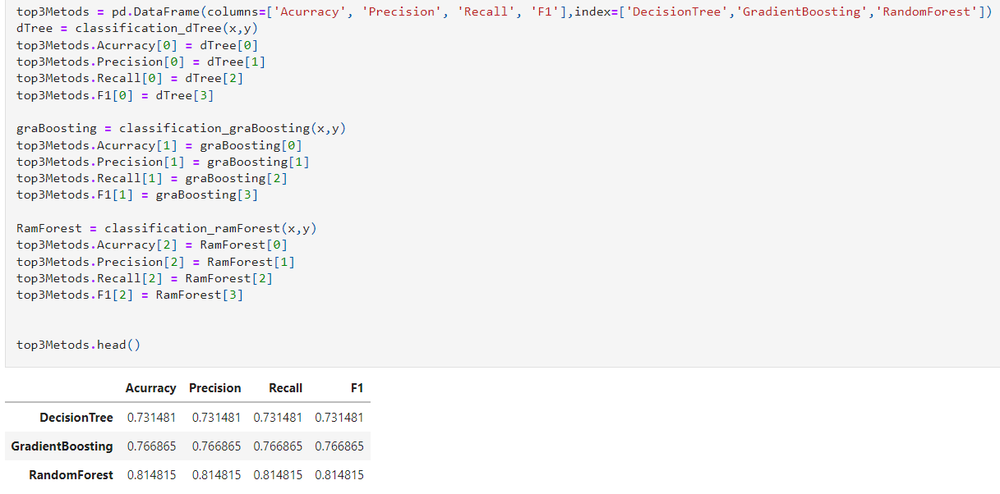 top3Metods = pd.DataFrame(columns=['Acurracy', 'Precision', 'Recall', 'F1'],index=['DecisionTree','GradientBoosting','RandomForest'])
dTree = classification_dTree(x,y)
top3Metods.Acurracy[0] = dTree[0]
top3Metods.Precision[0] = dTree[1]
top3Metods.Recall[0] = dTree[2]
top3Metods.F1[0] = dTree[3]
graBoosting = classification_graBoosting(x,y)
top3Metods.Acurracy[1] = graBoosting[0]
top3Metods.Precision[1] = graBoosting[1]
top3Metods.Recall[1] = graBoosting[2]
top3Metods.F1[1] = graBoosting[3]
RamForest = classification_ramForest(x,y)
top3Metods.Acurracy[2] = RamForest[0]
top3Metods.Precision[2] = RamForest[1]
top3Metods.Recall[2] = RamForest[2]
top3Metods.F1[2] = RamForest[3]
top3Metods.head()
Acurracy Precision Recall F1
DecisionTree 0.731481 0.731481 0.731481 0.731481
GradientBoosting 0.766865 0.766865 0.766865 0.766865
RandomForest 0.814815 0.814815 0.814815 0.814815